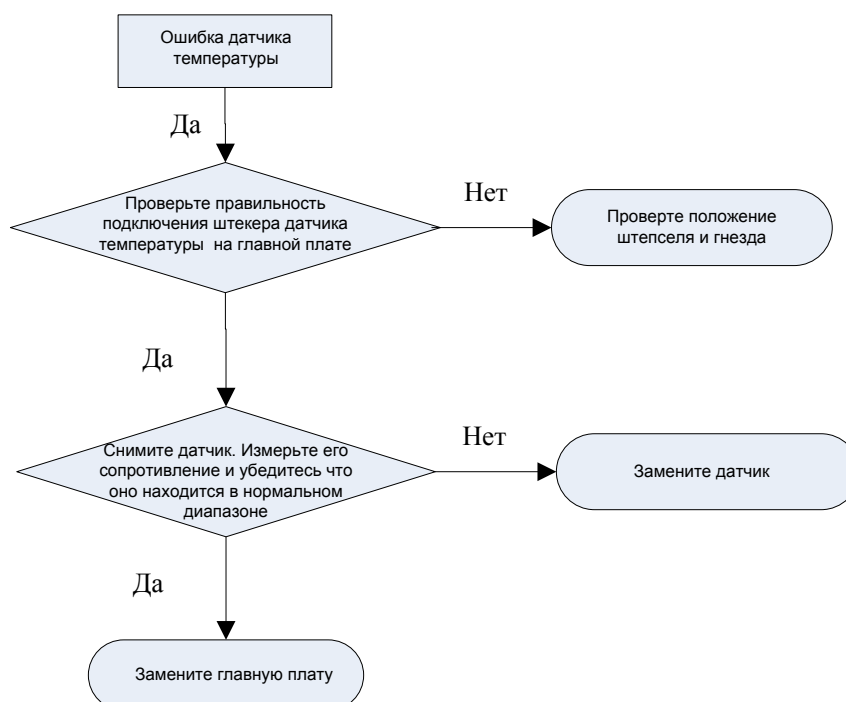 Ошибка датчика
температуры
Да
Проверьте правильность
подключения штекера датчика
температуры на главной плате
Нет
Проверте положение
штепселя и гнезда
Да
Снимите датчик. Измерьте его
сопротивление и убедитесь что
оно находится в нормальном
диапазоне
Нет
Замените датчик
Да
Замените главную плату